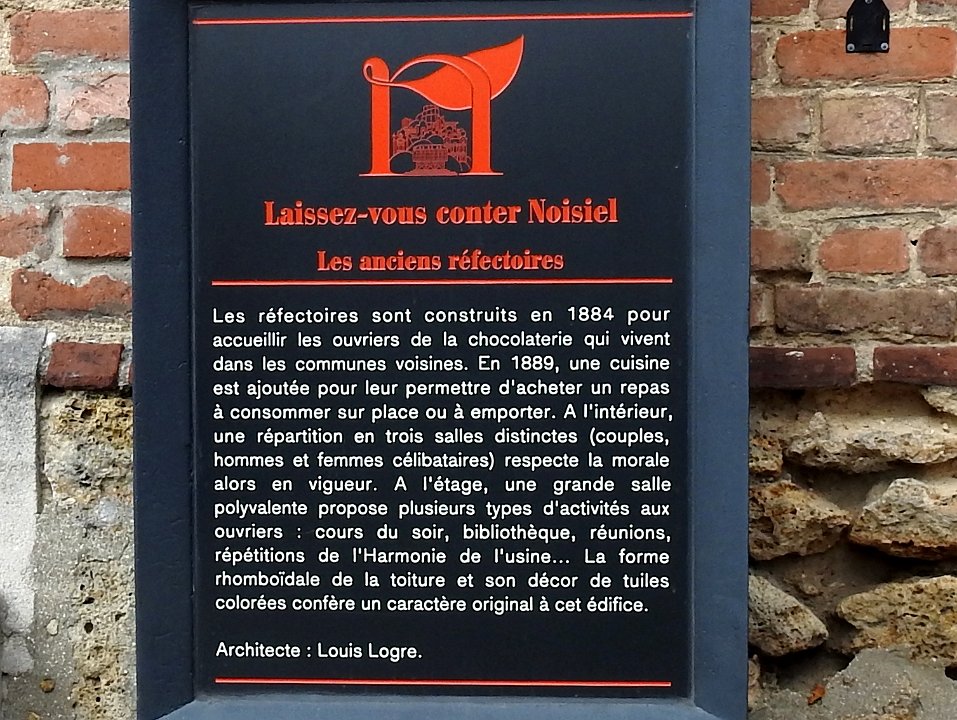 Laissez-vous conter Noisiel
Les anciens réfectoires
Les réfectoires sont construits en 1884 pour
accueillir les ouvriers de la chocolaterie qui vivent
dans les communes voisines. En 1889, une cuisine
est ajoutée pour leur permettre d'acheter un repas
à consommer sur place ou à emporter. A l'intérieur,
une répartition en trois salles distinctes (couples,
hommes et femmes célibataires) respecte la morale
alors en vigueur. A l'étage, une grande salle
polyvalente propose plusieurs types d'activités aux
ouvriers : cours du soir, bibliothèque, réunions,
répétitions de l'Harmonie de l'usine... La forme
rhomboïdale de la toiture et son décor de tuiles
colorées confère un caractère original à cet édifice.
Architecte : Louis Logre.